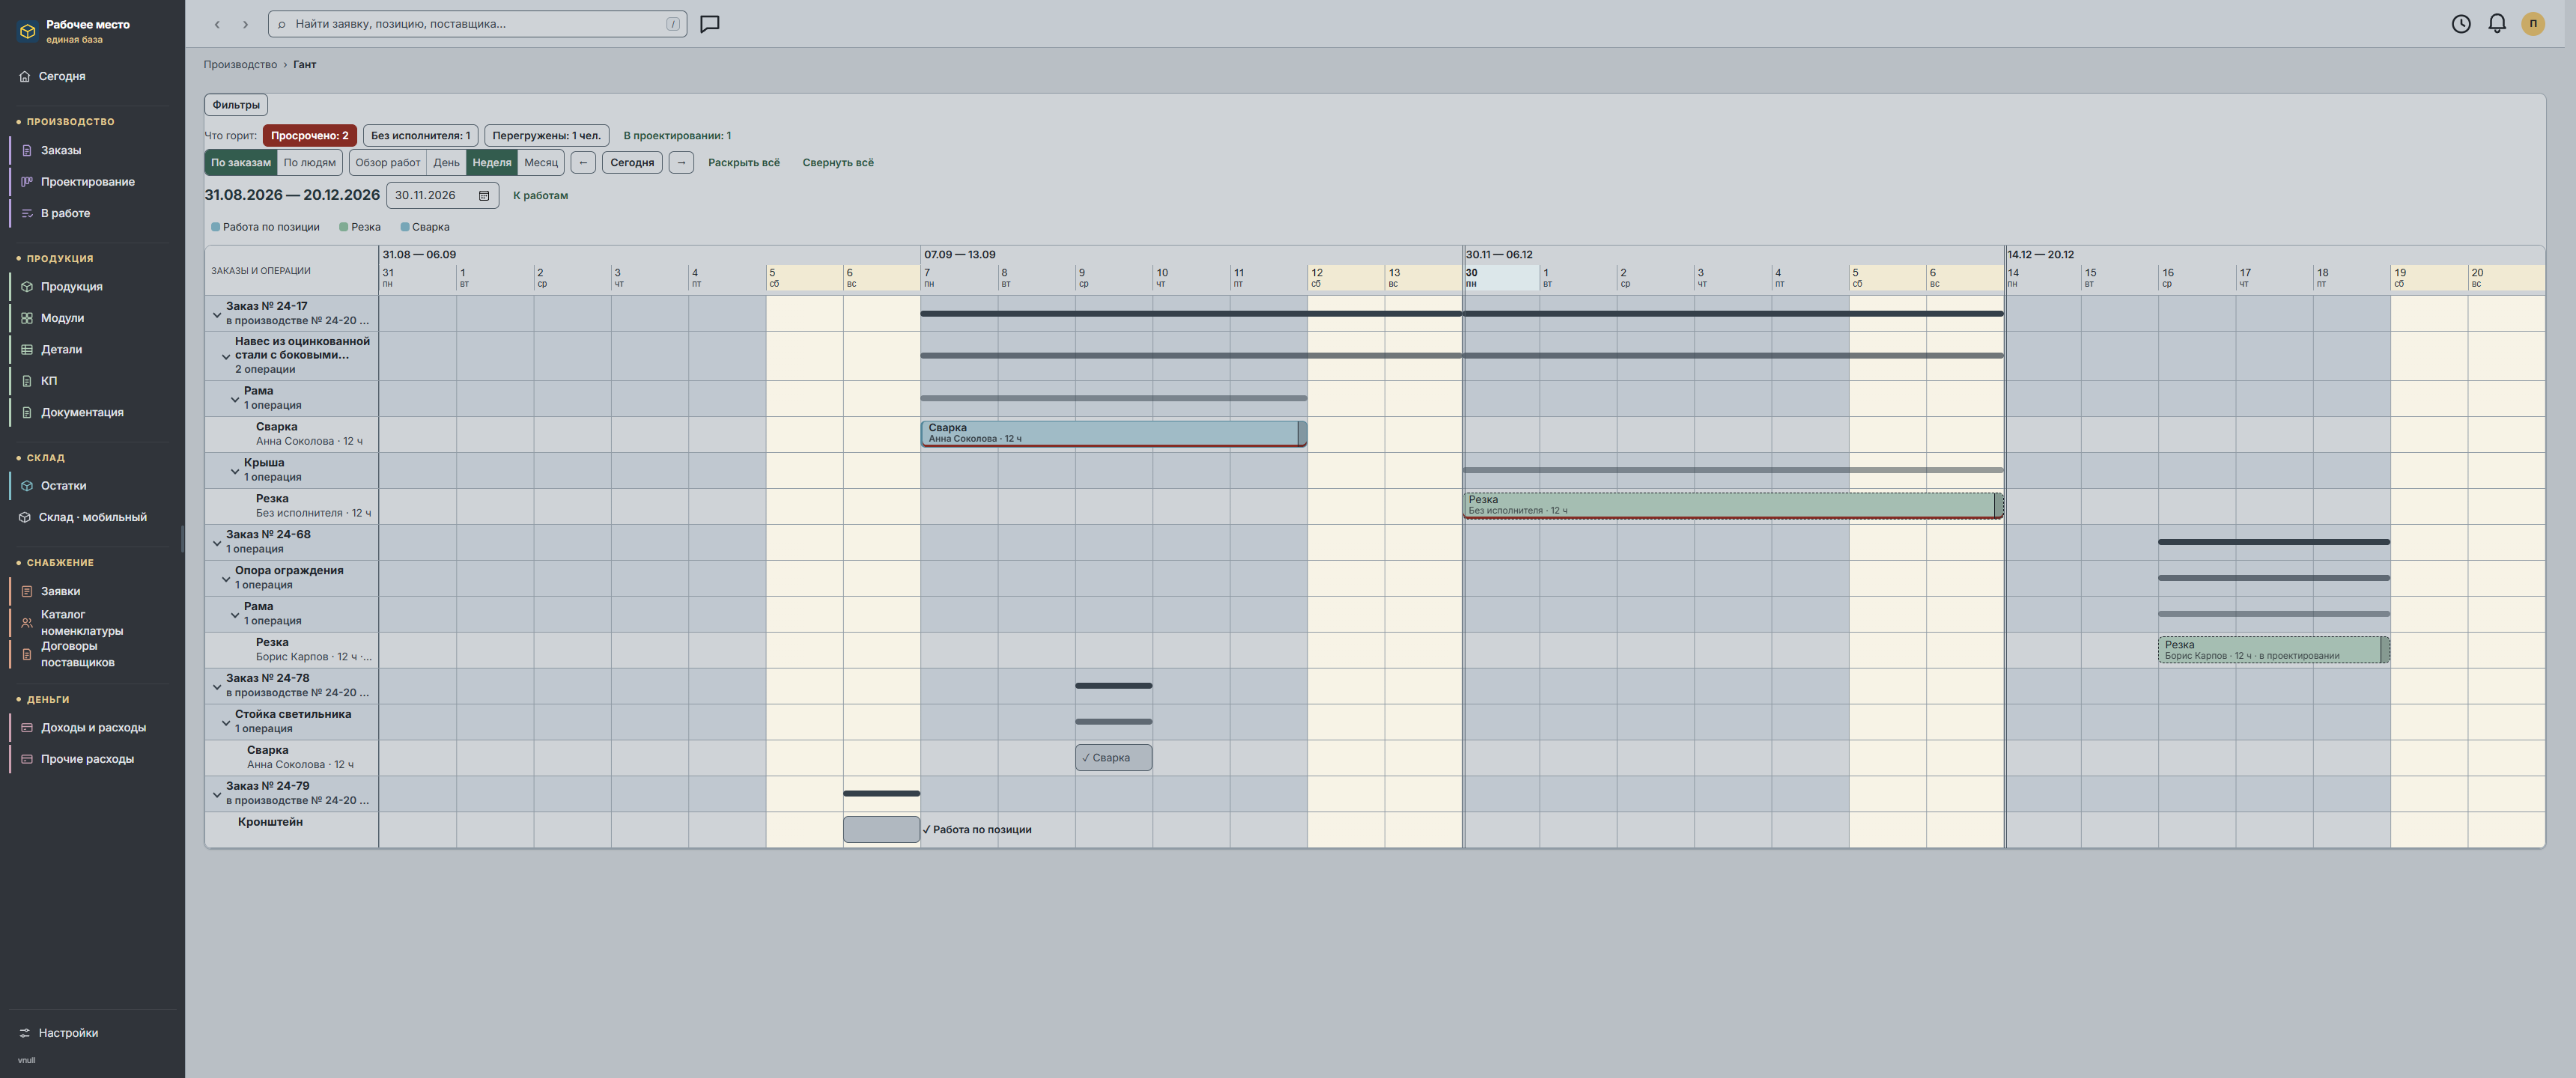 Рабочее место
единая база
Сегодня
ПРОИЗВОДСТВО
Заказы
Проектирование
В работе
ПРОДУКЦИЯ
Продукция
Модули
Детали
КП
Документация
СКЛАД
Остатки
Склад · мобильный
СНАБЖЕНИЕ
Заявки
Каталог
номенклатуры
Договоры
поставщиков
ДЕНЬГИ
Доходы и расходы
Прочие расходы
Настройки
vnull
Найти заявку, позицию, поставщика... /
П
Производство › Гант
Фильтры
Что горит: Просрочено: 2 Без исполнителя: 1 Перегружены: 1 чел. В проектировании: 1
По заказам По людям Обзор работ День Неделя Месяц ← Сегодня → Раскрыть всё Свернуть всё
31.08.2026 — 20.12.2026 30.11.2026 К работам
Работа по позиции Резка Сварка
ЗАКАЗЫ И ОПЕРАЦИИ
31.08 — 06.09 07.09 — 13.09 30.11 — 06.12 14.12 — 20.12
31 1 2 3 4 5 6 7 8 9 10 11 12 13 30 1 2 3 4 5 6 14 15 16 17 18 19 20
пн вт ср чт пт сб вс пн вт ср чт пт сб вс пн вт ср чт пт сб вс пн вт ср чт пт сб вс
Заказ № 24-17
в производстве № 24-20 ...
Навес из оцинкованной
стали с боковыми...
2 операции
Рама
1 операция
Сварка
Анна Соколова · 12 ч
Сварка
Анна Соколова · 12 ч
Крыша
1 операция
Резка
Без исполнителя · 12 ч
Резка
Без исполнителя · 12 ч
Заказ № 24-68
1 операция
Опора ограждения
1 операция
Рама
1 операция
Резка
Борис Карпов · 12 ч ·...
Резка
Борис Карпов · 12 ч · в проектировании
Заказ № 24-78
в производстве № 24-20 ...
Стойка светильника
1 операция
Сварка
Анна Соколова · 12 ч
✓ Сварка
Заказ № 24-79
в производстве № 24-20 ...
Кронштейн
✓ Работа по позиции